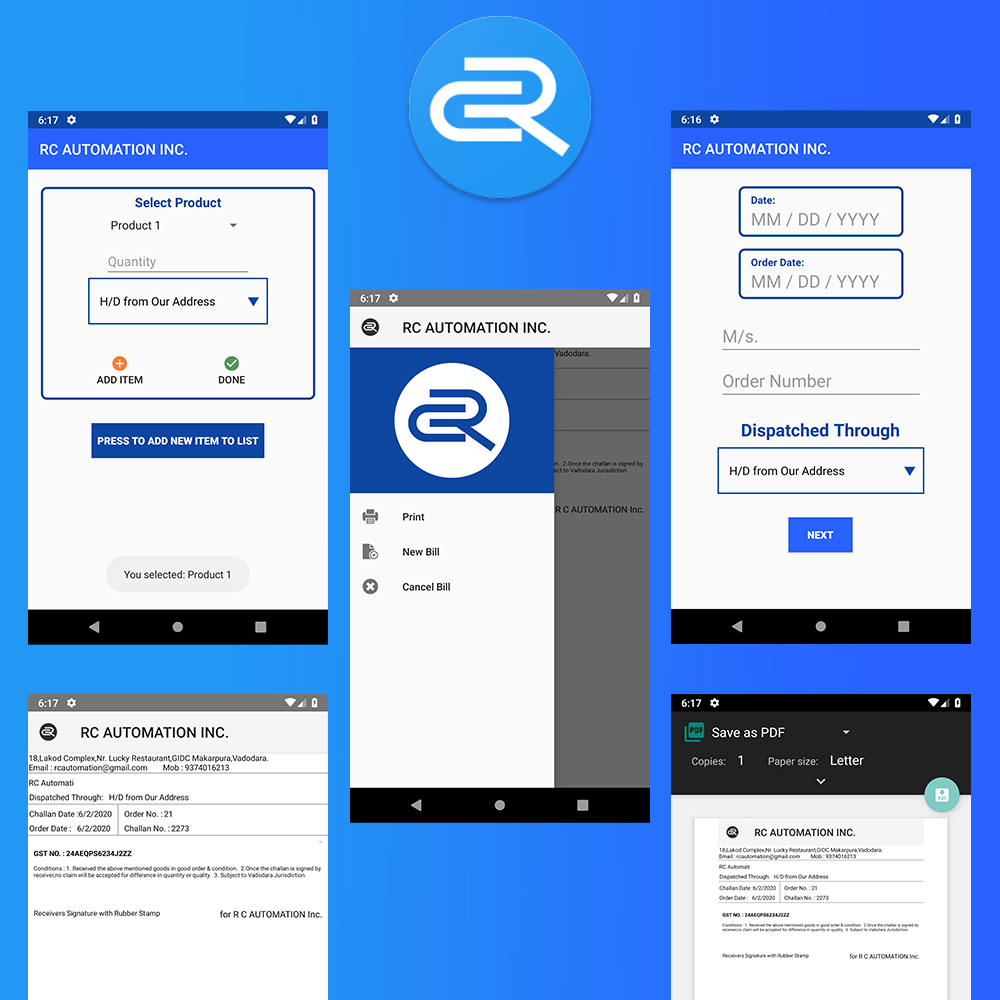 6:17
RC AUTOMATION INC.
Select Product
Product 1
Quantity
H/D from Our Address
ADD ITEM DONE
PRESS TO ADD NEW ITEM TO LIST
You selected: Product 1
6:17
RC AUTOMATION INC.
Vadodara.
n. 2.Once the challan is signed by
ect to Vadodara Jurisdiction.
R C AUTOMATION Inc.
Print
New Bill
Cancel Bill
6:16
RC AUTOMATION INC.
Date:
MM / DD / YYYY
Order Date:
MM / DD / YYYY
M/s.
Order Number
Dispatched Through
H/D from Our Address
NEXT
6:17
RC AUTOMATION INC.
18,Lakod Complex,Nr. Lucky Restaurant,GIDC Makarpura,Vadodara.
Email : rcautomation@gmail.com Mob : 9374016213
RC Automati
Dispatched Through: H/D from Our Address
Challan Date :6/2/2020 Order No. : 21
Order Date : 6/2/2020 Challan No. : 2273
GST NO. : 24AEQPS6234J2ZZ
Conditions : 1. Received the above mentioned goods in good order & condition. 2.Once the challan is signed by
receiver,no claim will be accepted for difference in quantity or quality. 3. Subject to Vadodara Jurisdiction.
Receivers Signature with Rubber Stamp for R C AUTOMATION Inc.
6:17
PDF Save as PDF
Copies: 1 Paper size: Letter
PDF
RC AUTOMATION INC.
18,Lakod Complex,Nr. Lucky Restaurant,GIDC Makarpura,Vadodara.
Email : rcautomation@gmail.com Mob : 9374016213
RC Automati
Dispatched Through: H/D from Our Address
Challan Date :6/2/2020 Order No. : 21
Order Date : 6/2/2020 Challan No. : 2273
GST NO. : 24AEQPS6234J2ZZ
Conditions : 1. Received the above mentioned goods in good order & condition. 2.Once the challan is signed by
receiver,no claim will be accepted for difference in quantity or quality. 3. Subject to Vadodara Jurisdiction.
Receivers Signature with Rubber Stamp for R C AUTOMATION Inc.